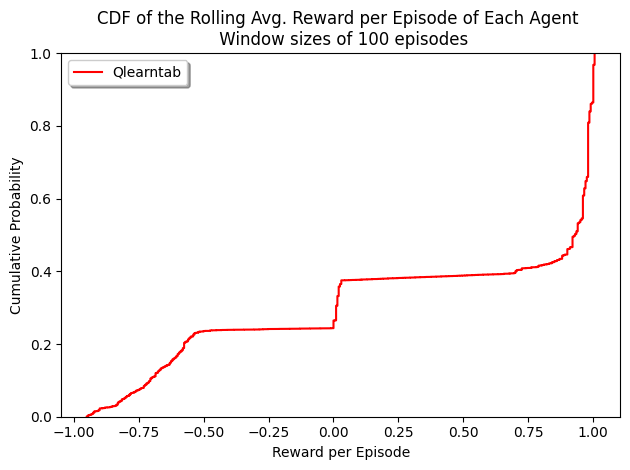 CDF of the Rolling Avg. Reward per Episode of Each Agent
Window sizes of 100 episodes
Qlearntab
Cumulative Probability
1.0
0.8
0.6
0.4
0.2
0.0
−1.00 −0.75 −0.50 −0.25 0.00 0.25 0.50 0.75 1.00
Reward per Episode